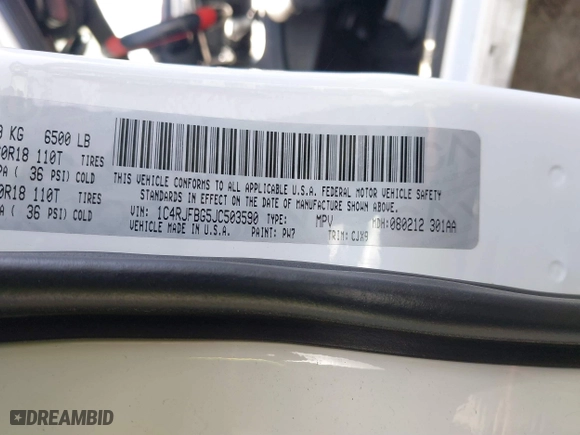 KG 6500 LB
0R18 110T TIRES
PA ( 36 PSI) COLD
0R18 110T TIRES
A ( 36 PSI) COLD
THIS VEHICLE CONFORMS TO ALL APPLICABLE U.S.A. FEDERAL MOTOR VEHICLE SAFETY
STANDARDS IN EFFECT ON THE DATE OF MANUFACTURE SHOWN ABOVE.
VIN: 1C4RJFBG5JC503590 TYPE: MPV MDH:080212 301AA
VEHICLE MADE IN U.S.A. PAINT: PW7 TRIM: CJX9
DREAMBID